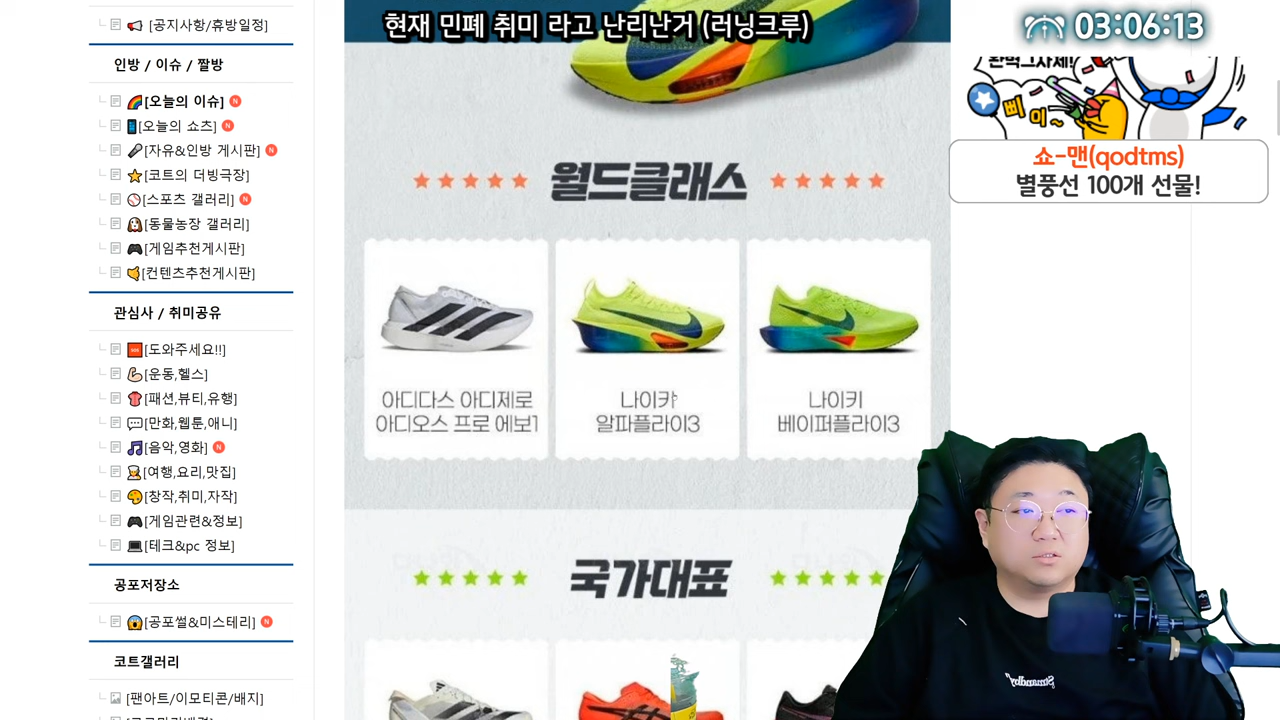 [공지사항/휴방일정]
인방 / 이슈 / 짤방
[오늘의 이슈] N
[오늘의 쇼츠] N
[자유&인방 게시판] N
[코트의 더빙극장]
[스포츠 갤러리] N
[동물농장 갤러리]
[게임추천게시판]
[컨텐츠추천게시판]
관심사 / 취미공유
[도와주세요!!]
[운동,헬스]
[패션,뷰티,유행]
[만화,웹툰,애니]
[음악,영화] N
[여행,요리,맛집]
[창작,취미,자작]
[게임관련&정보]
[테크&pc 정보]
공포저장소
[공포썰&미스테리] N
코트갤러리
[팬아트/이모티콘/배지]
현재 민폐 취미 라고 난리난거 (러닝크루)
월드클래스
아디다스 아디제로
아디오스 프로 에보1
나이키
알파플라이3
나이키
베이퍼플라이3
국가대표
03:06:13
삐이~
쇼-맨(qodtms)
별풍선 100개 선물!